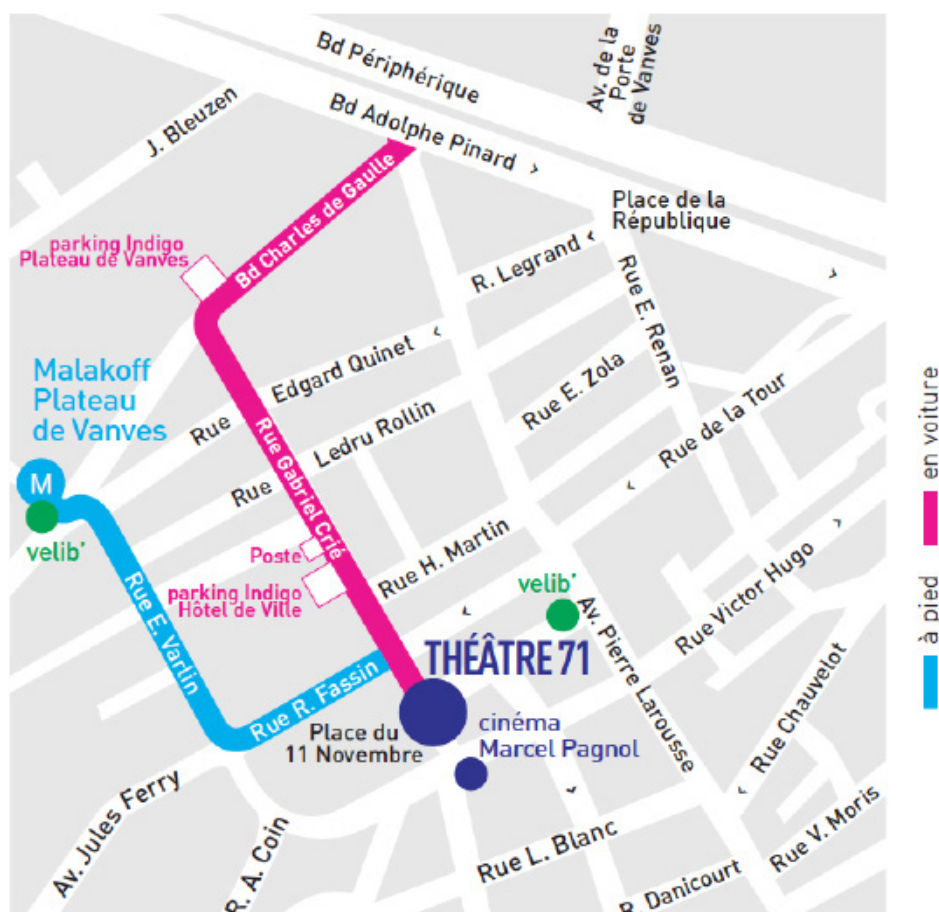 Bd Périphérique
Av. de la
Porte
de Vanves
Bd Adolphe Pinard
J. Bleuzen
Bd Charles de Gaulle
Place de la
République
parking Indigo
Plateau de Vanves
R. Legrand
Rue E. Renan
Malakoff
Plateau
de Vanves
Rue Edgard Quinet
Rue E. Zola
Rue Ledru Rollin
Rue de la Tour
Rue Gabriel Crié
M
velib’
Poste
parking Indigo
Hôtel de Ville
Rue H. Martin
velib’
Rue Victor Hugo
Rue E. Varlin
THÉÂTRE 71
Av. Pierre Larousse
Rue R. Fassin
Place du
11 Novembre
cinéma
Marcel Pagnol
Rue Chauvelot
Av. Jules Ferry
R. A. Coin
Rue L. Blanc
Rue V. Moris
R. Danicourt
en voiture
à pied